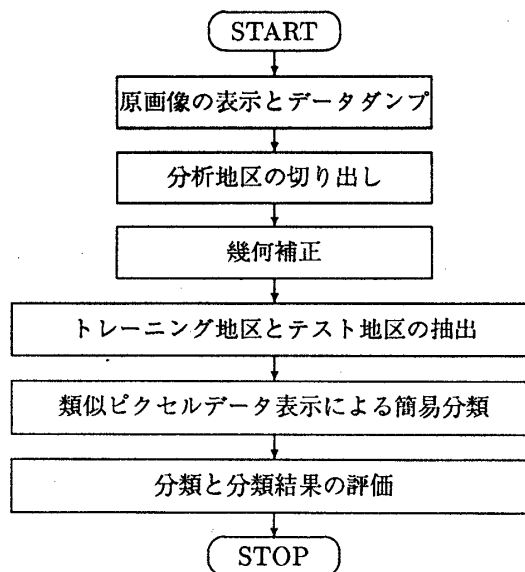 START
原画像の表示とデータダンプ
分析地区の切り出し
幾何補正
トレーニング地区とテスト地区の抽出
類似ピクセルデータ表示による簡易分類
分類と分類結果の評価
STOP